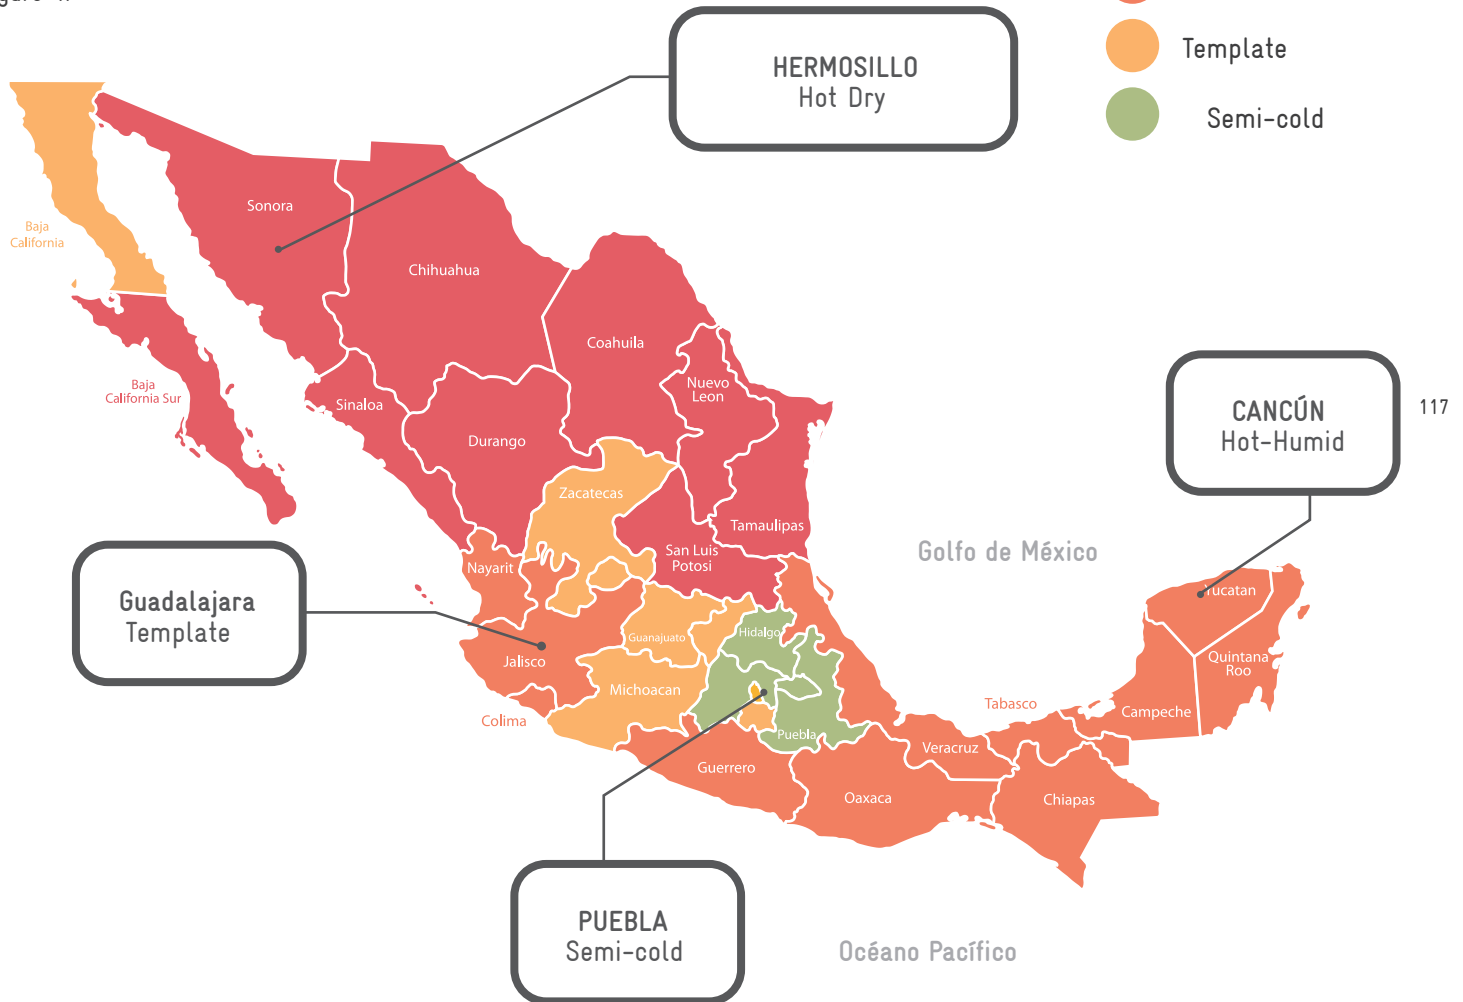 HERMOSILLO
Hot Dry
Template
Semi-cold
Sonora
Baja
California
Chihuahua
Coahuila
Nuevo
Leon
Baja
California Sur
Sinaloa
Durango
CANCÚN
Hot-Humid
117
Zacatecas
Tamaulipas
San Luis
Potosi
Golfo de México
Nayarit
Guadalajara
Template
Yucatan
Guanajuato
Hidalgo
Jalisco
Quintana
Roo
Michoacan
Colima
Tabasco
Campeche
Puebla
Veracruz
Guerrero
Oaxaca
Chiapas
PUEBLA
Semi-cold
Océano Pacífico